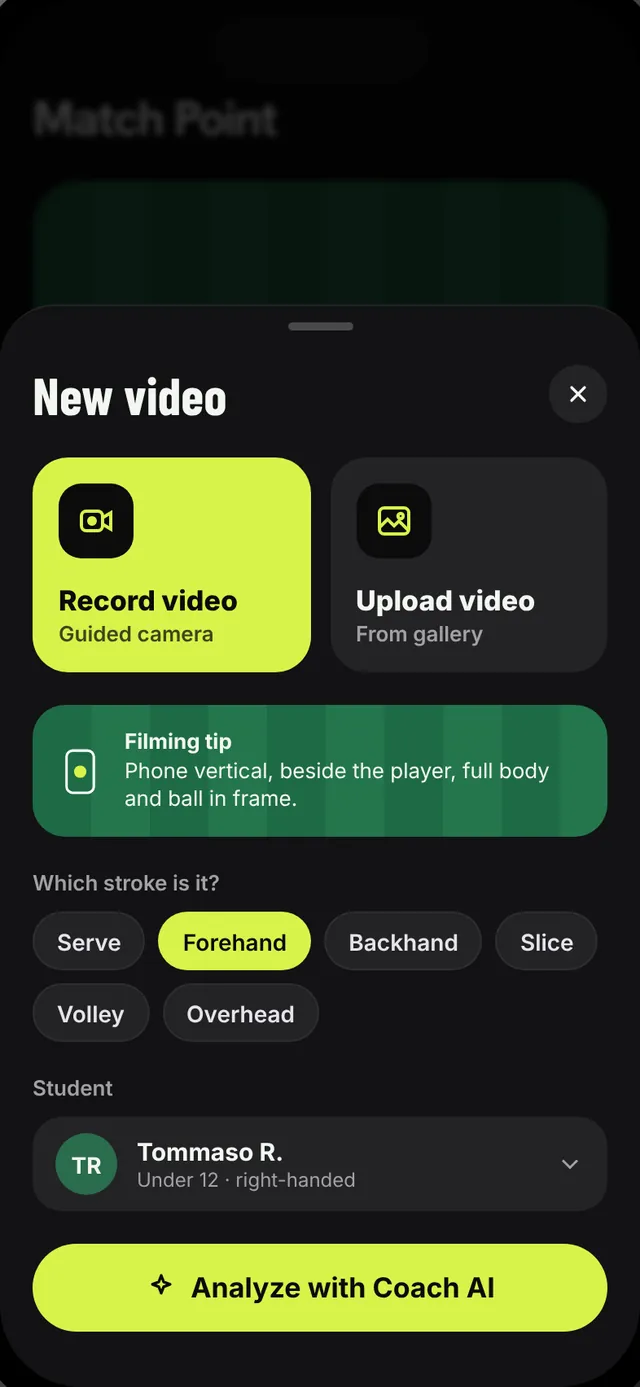 Match Point
New video
Record video
Guided camera
Upload video
From gallery
Filming tip
Phone vertical, beside the player, full body
and ball in frame.
Which stroke is it?
Serve
Forehand
Backhand
Slice
Volley
Overhead
Student
TR
Tommaso R.
Under 12 · right-handed
Analyze with Coach AI